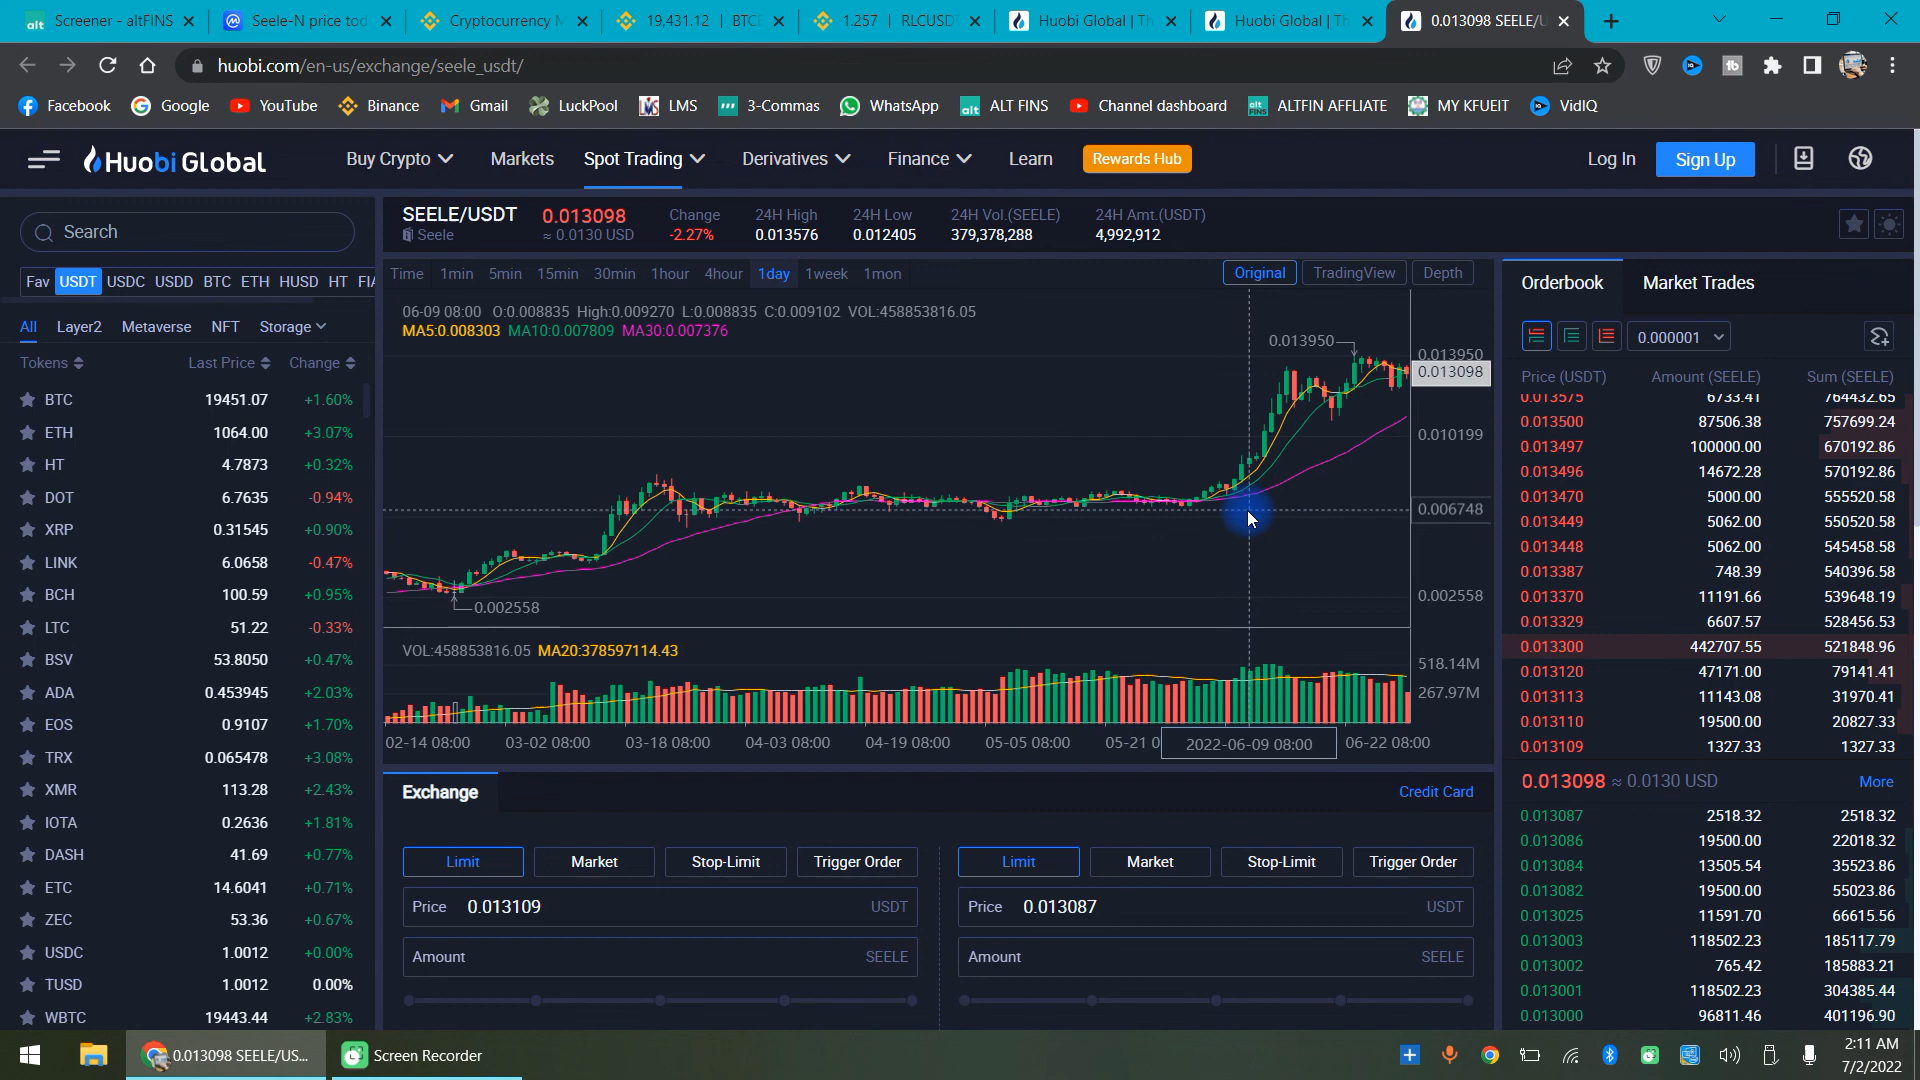 Screener - altFINS
Seele-N price tod
Cryptocurrency M
19,431.12 | BTC
1.257 | RLCUSD
Huobi Global | Th
Huobi Global | Th
0.013098 SEELE/U
huobi.com/en-us/exchange/seele_usdt/
Facebook Google YouTube Binance Gmail LuckPool LMS 3-Commas WhatsApp ALT FINS Channel dashboard ALTFIN AFFLIATE MY KFUEIT VidIQ
Huobi Global Buy Crypto Markets Spot Trading Derivatives Finance Learn Rewards Hub Log In Sign Up
Search
Fav USDT USDC USDD BTC ETH HUSD HT FIA
All Layer2 Metaverse NFT Storage
Tokens Last Price Change
BTC 19451.07 +1.60%
ETH 1064.00 +3.07%
HT 4.7873 +0.32%
DOT 6.7635 -0.94%
XRP 0.31545 +0.90%
LINK 6.0658 -0.47%
BCH 100.59 +0.95%
LTC 51.22 -0.33%
BSV 53.8050 +0.47%
ADA 0.453945 +2.03%
EOS 0.9107 +1.70%
TRX 0.065478 +3.08%
XMR 113.28 +2.43%
IOTA 0.2636 +1.81%
DASH 41.69 +0.77%
ETC 14.6041 +0.71%
ZEC 53.36 +0.67%
USDC 1.0012 +0.00%
TUSD 1.0012 0.00%
WBTC 19443.44 +2.83%
SEELE/USDT 0.013098 Change 24H High 24H Low 24H Vol.(SEELE) 24H Amt.(USDT)
Seele ≈ 0.0130 USD -2.27% 0.013576 0.012405 379,378,288 4,992,912
Time 1min 5min 15min 30min 1hour 4hour 1day 1week 1mon Original TradingView Depth
06-09 08:00 O:0.008835 High:0.009270 L:0.008835 C:0.009102 VOL:458853816.05
MA5:0.008303 MA10:0.007809 MA30:0.007376
0.013950
0.013950
0.013098
0.010199
0.006748
0.002558
0.002558
VOL:458853816.05 MA20:378597114.43
518.14M
267.97M
02-14 08:00 03-02 08:00 03-18 08:00 04-03 08:00 04-19 08:00 05-05 08:00 05-21 0 2022-06-09 08:00 06-22 08:00
Exchange Credit Card
Limit Market Stop-Limit Trigger Order
Price 0.013109 USDT
Amount SEELE
Limit Market Stop-Limit Trigger Order
Price 0.013087 USDT
Amount SEELE
Orderbook Market Trades
0.000001
Price (USDT) Amount (SEELE) Sum (SEELE)
0.013575 6733.41 764432.65
0.013500 87506.38 757699.24
0.013497 100000.00 670192.86
0.013496 14672.28 570192.86
0.013470 5000.00 555520.58
0.013449 5062.00 550520.58
0.013448 5062.00 545458.58
0.013387 748.39 540396.58
0.013370 11191.66 539648.19
0.013329 6607.57 528456.53
0.013300 442707.55 521848.96
0.013120 47171.00 79141.41
0.013113 11143.08 31970.41
0.013110 19500.00 20827.33
0.013109 1327.33 1327.33
0.013098 ≈ 0.0130 USD More
0.013087 2518.32 2518.32
0.013086 19500.00 22018.32
0.013084 13505.54 35523.86
0.013082 19500.00 55023.86
0.013025 11591.70 66615.56
0.013003 118502.23 185117.79
0.013002 765.42 185883.21
0.013001 118502.23 304385.44
0.013000 96811.46 401196.90
0.013098 SEELE/US...
Screen Recorder
2:11 AM
7/2/2022